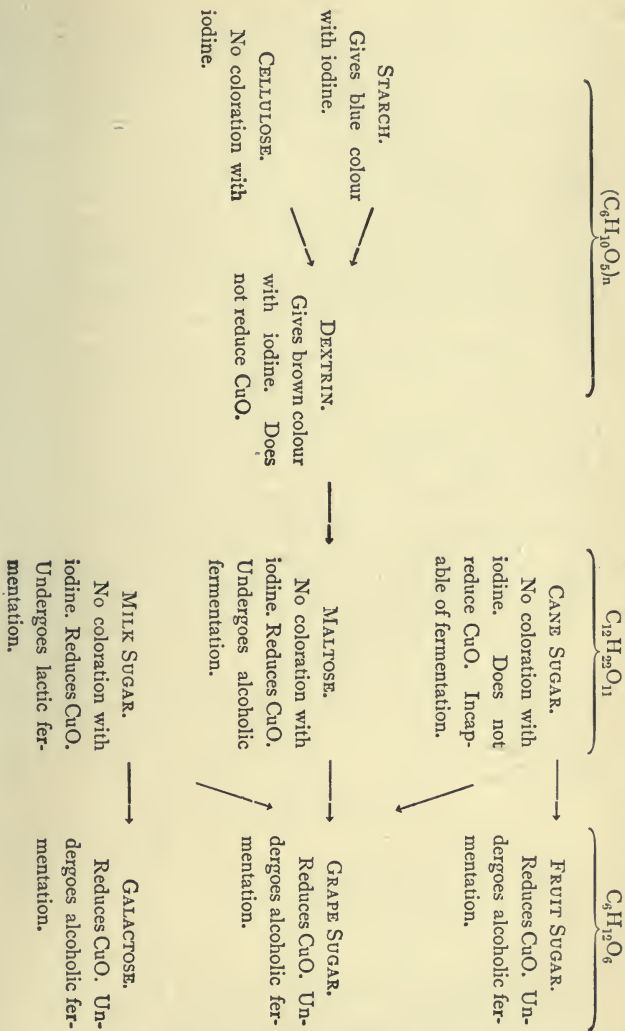 (C₆H₁₀O₅)n
STARCH.
Gives blue colour
with iodine.
CELLULOSE.
No coloration with
iodine.
DEXTRIN.
Gives brown colour
with iodine. Does
not reduce CuO.
C₁₂H₂₂O₁₁
CANE SUGAR.
No coloration with
iodine. Does not
reduce CuO. Incap-
able of fermentation.
MALTOSE.
No coloration with
iodine. Reduces CuO.
Undergoes alcoholic
fermentation.
MILK SUGAR.
No coloration with
iodine. Reduces CuO.
Undergoes lactic fer-
mentation.
C₆H₁₂O₆
FRUIT SUGAR.
Reduces CuO. Un-
dergoes alcoholic fer-
mentation.
GRAPE SUGAR.
Reduces CuO. Un-
dergoes alcoholic fer-
mentation.
GALACTOSE.
Reduces CuO. Un-
dergoes alcoholic fer-
mentation.